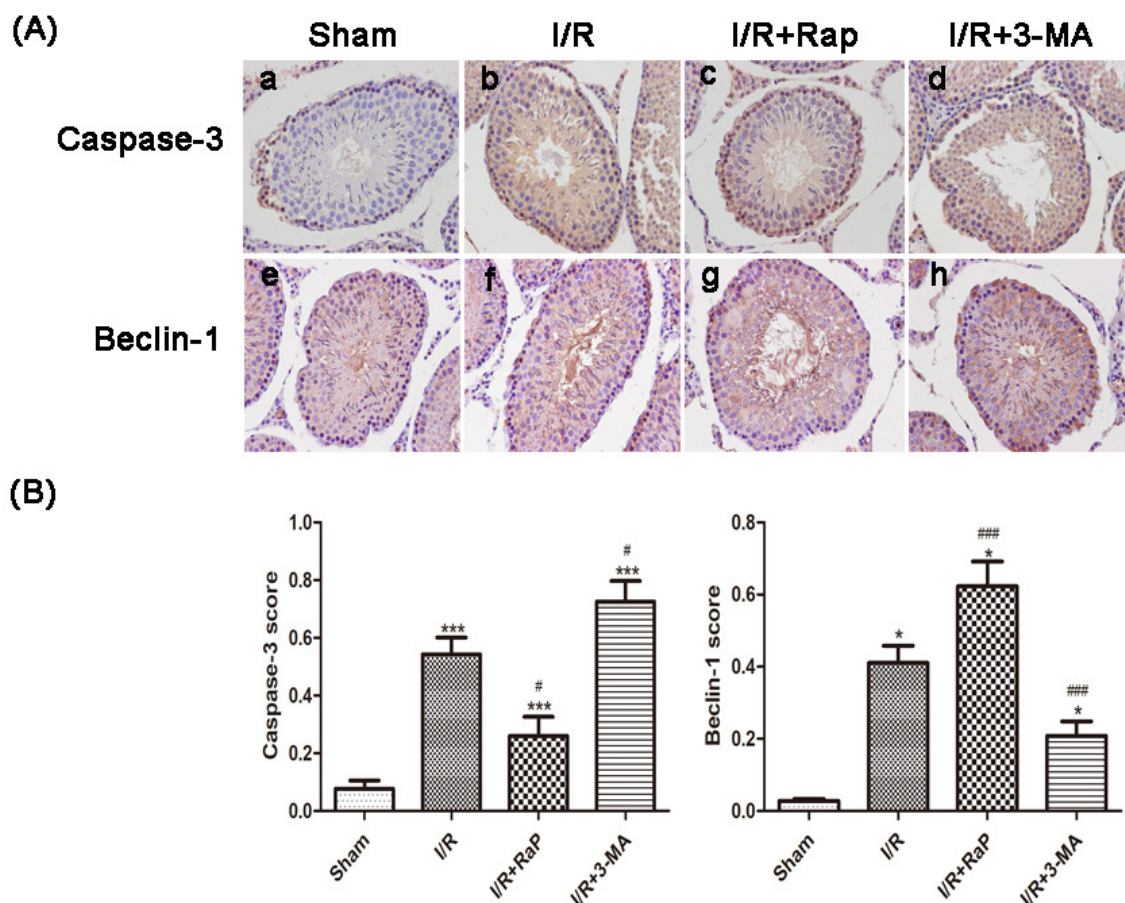 (A)
Sham I/R I/R+Rap I/R+3-MA
Caspase-3
a b c d
Beclin-1
e f g h
(B)
Caspase-3 score
1.0
0.8
0.6
0.4
0.2
0.0
***
#
***
#
***
Sham I/R I/R+RaP I/R+3-MA
Beclin-1 score
0.8
0.6
0.4
0.2
0.0
*
###
*
###
*
Sham I/R I/R+RaP I/R+3-MA